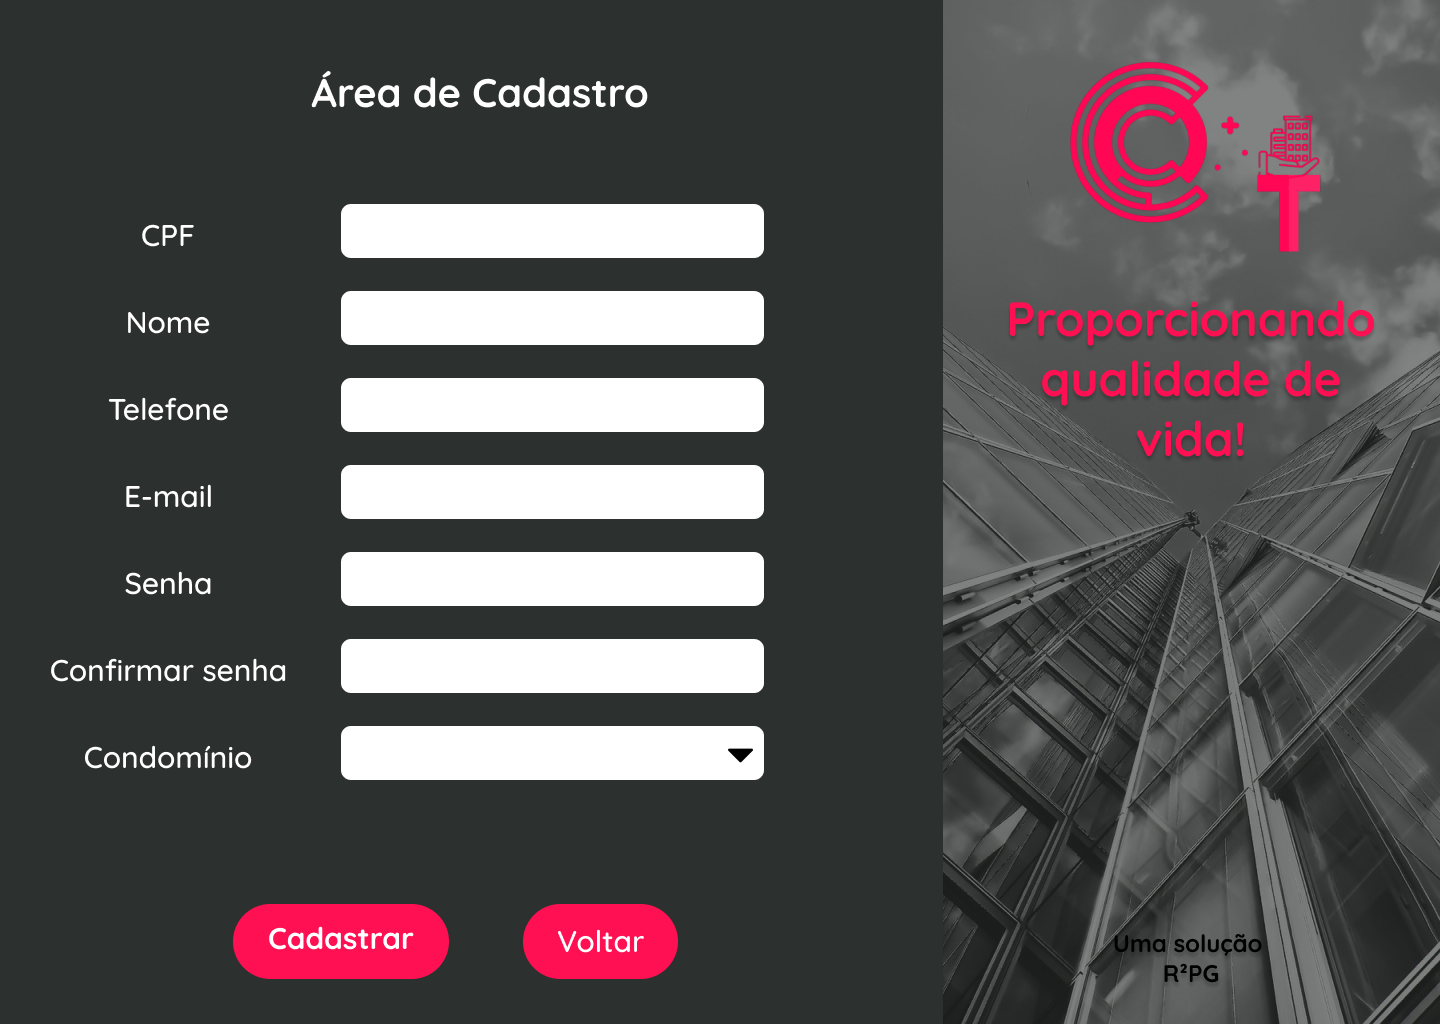 Área de Cadastro
CPF
Nome
Telefone
E-mail
Senha
Confirmar senha
Condomínio
Cadastrar
Voltar
C T
Proporcionando
qualidade de
vida!
Uma solução
R²PG